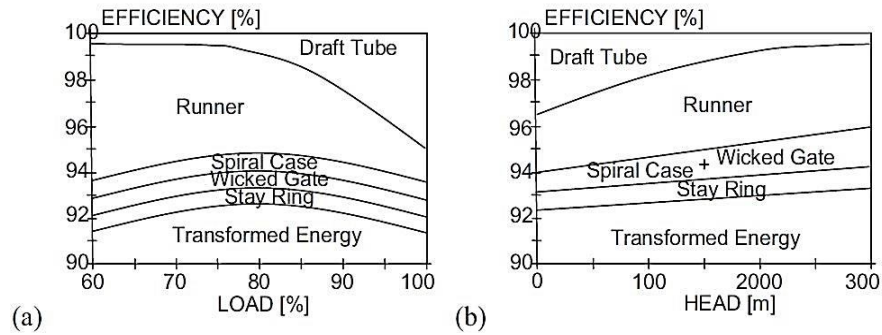 EFFICIENCY [%]
100
98
96
94
92
90
Draft Tube
Runner
Spiral Case
Wicked Gate
Stay Ring
Transformed Energy
60 70 80 90 100
(a) LOAD [%]
EFFICIENCY [%]
100
98
96
94
92
90
Draft Tube
Runner
Spiral Case + Wicked Gate
Stay Ring
Transformed Energy
0 100 2000 300
(b) HEAD [m]